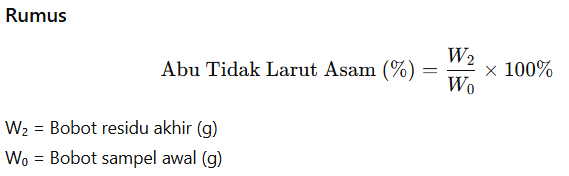 Rumus
Abu Tidak Larut Asam (%) = W₂/W₀ × 100%
W₂ = Bobot residu akhir (g)
W₀ = Bobot sampel awal (g)